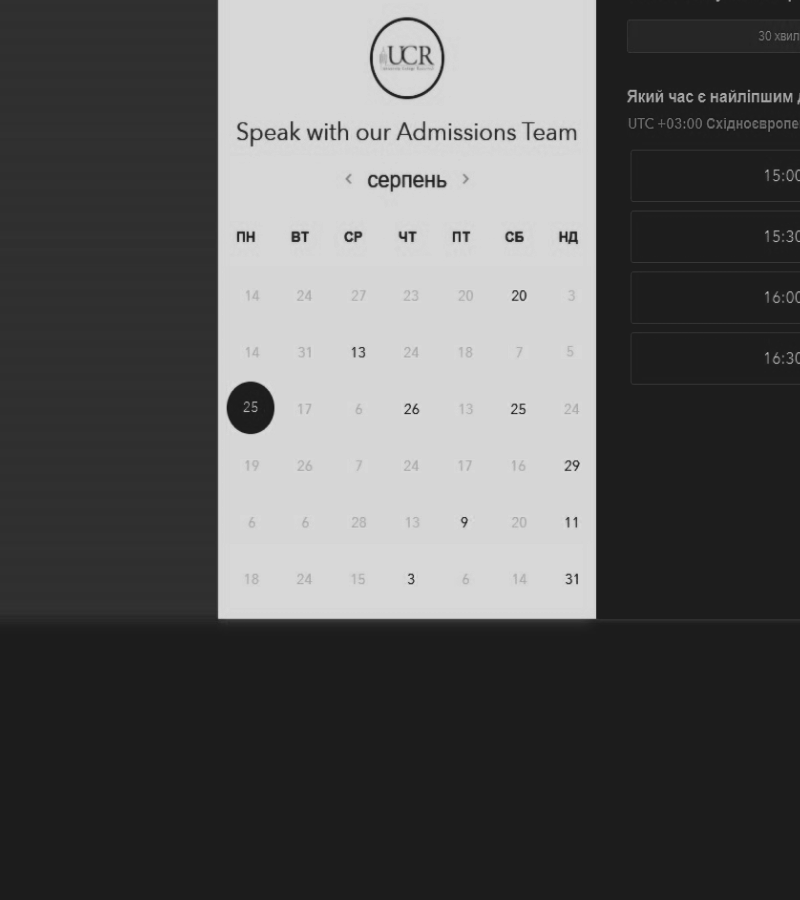 UCR
Speak with our Admissions Team
< серпень >
ПН ВТ СР ЧТ ПТ СБ НД
14 24 27 23 20 20 3
14 31 13 24 18 7 5
25 17 6 26 13 25 24
19 26 7 24 17 16 29
6 6 28 13 9 20 11
18 24 15 3 6 14 31
30 хвил
Який час є найліпшим
UTC +03:00 Східноєвропе
15:00
15:30
16:00
16:30